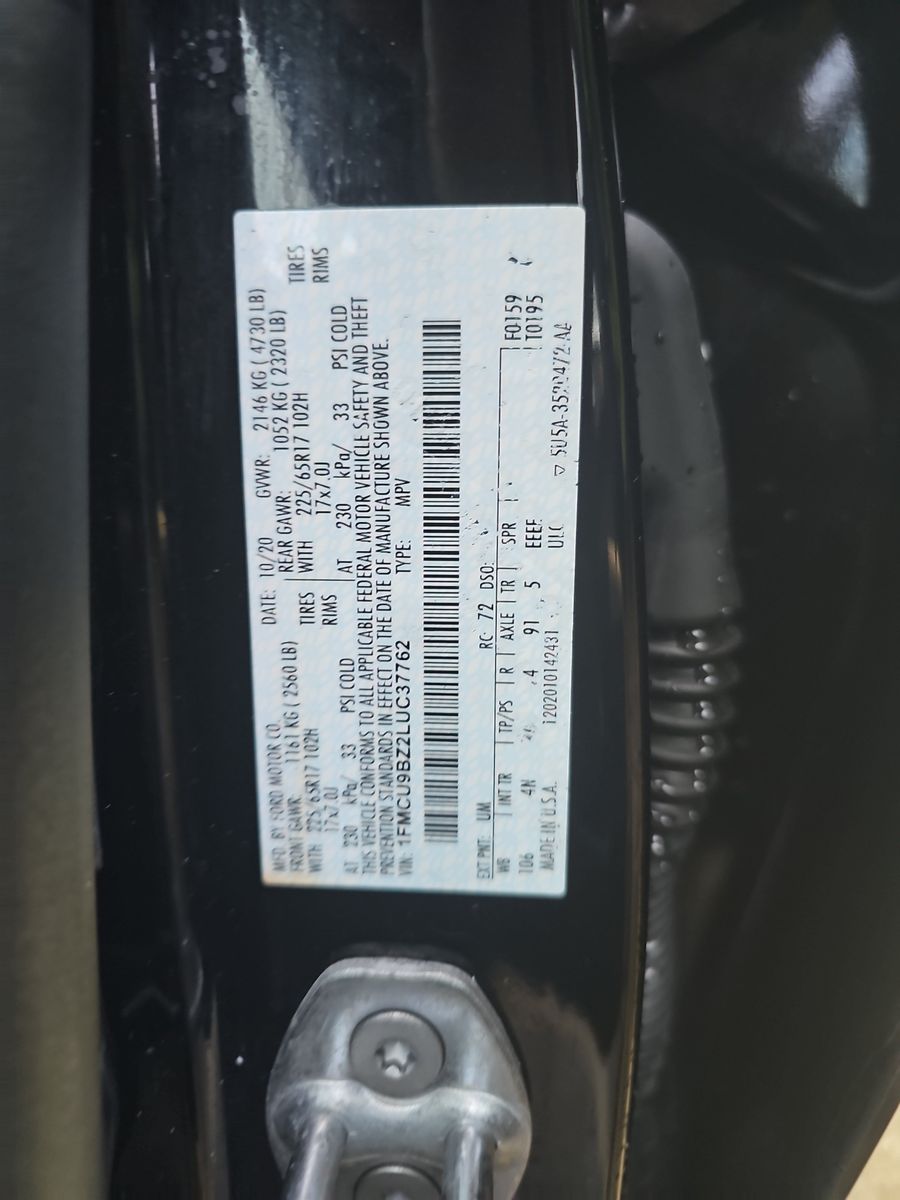 MFD BY FORD MOTOR CO. DATE: 10/20 GVWR: 2146 KG ( 4730 LB)
FRONT GAWR: 1161 KG ( 2560 LB) REAR GAWR: 1052 KG ( 2320 LB)
WITH 225/65R17 102H TIRES WITH 225/65R17 102H TIRES
17x7.0J RIMS 17x7.0J RIMS
AT 230 kPa/ 33 PSI COLD AT 230 kPa/ 33 PSI COLD
THIS VEHICLE CONFORMS TO ALL APPLICABLE FEDERAL MOTOR VEHICLE SAFETY AND THEFT
PREVENTION STANDARDS IN EFFECT ON THE DATE OF MANUFACTURE SHOWN ABOVE.
VIN: 1FMCU9BZ2LUC37762 TYPE: MPV
EXT PNT: UM RC: 72 DSO:
WB INT TR TP/PS R AXLE TR SPR F0159
106 4N 4 91 5 EEEF T0195
MADE IN U.S.A. 1202010142431